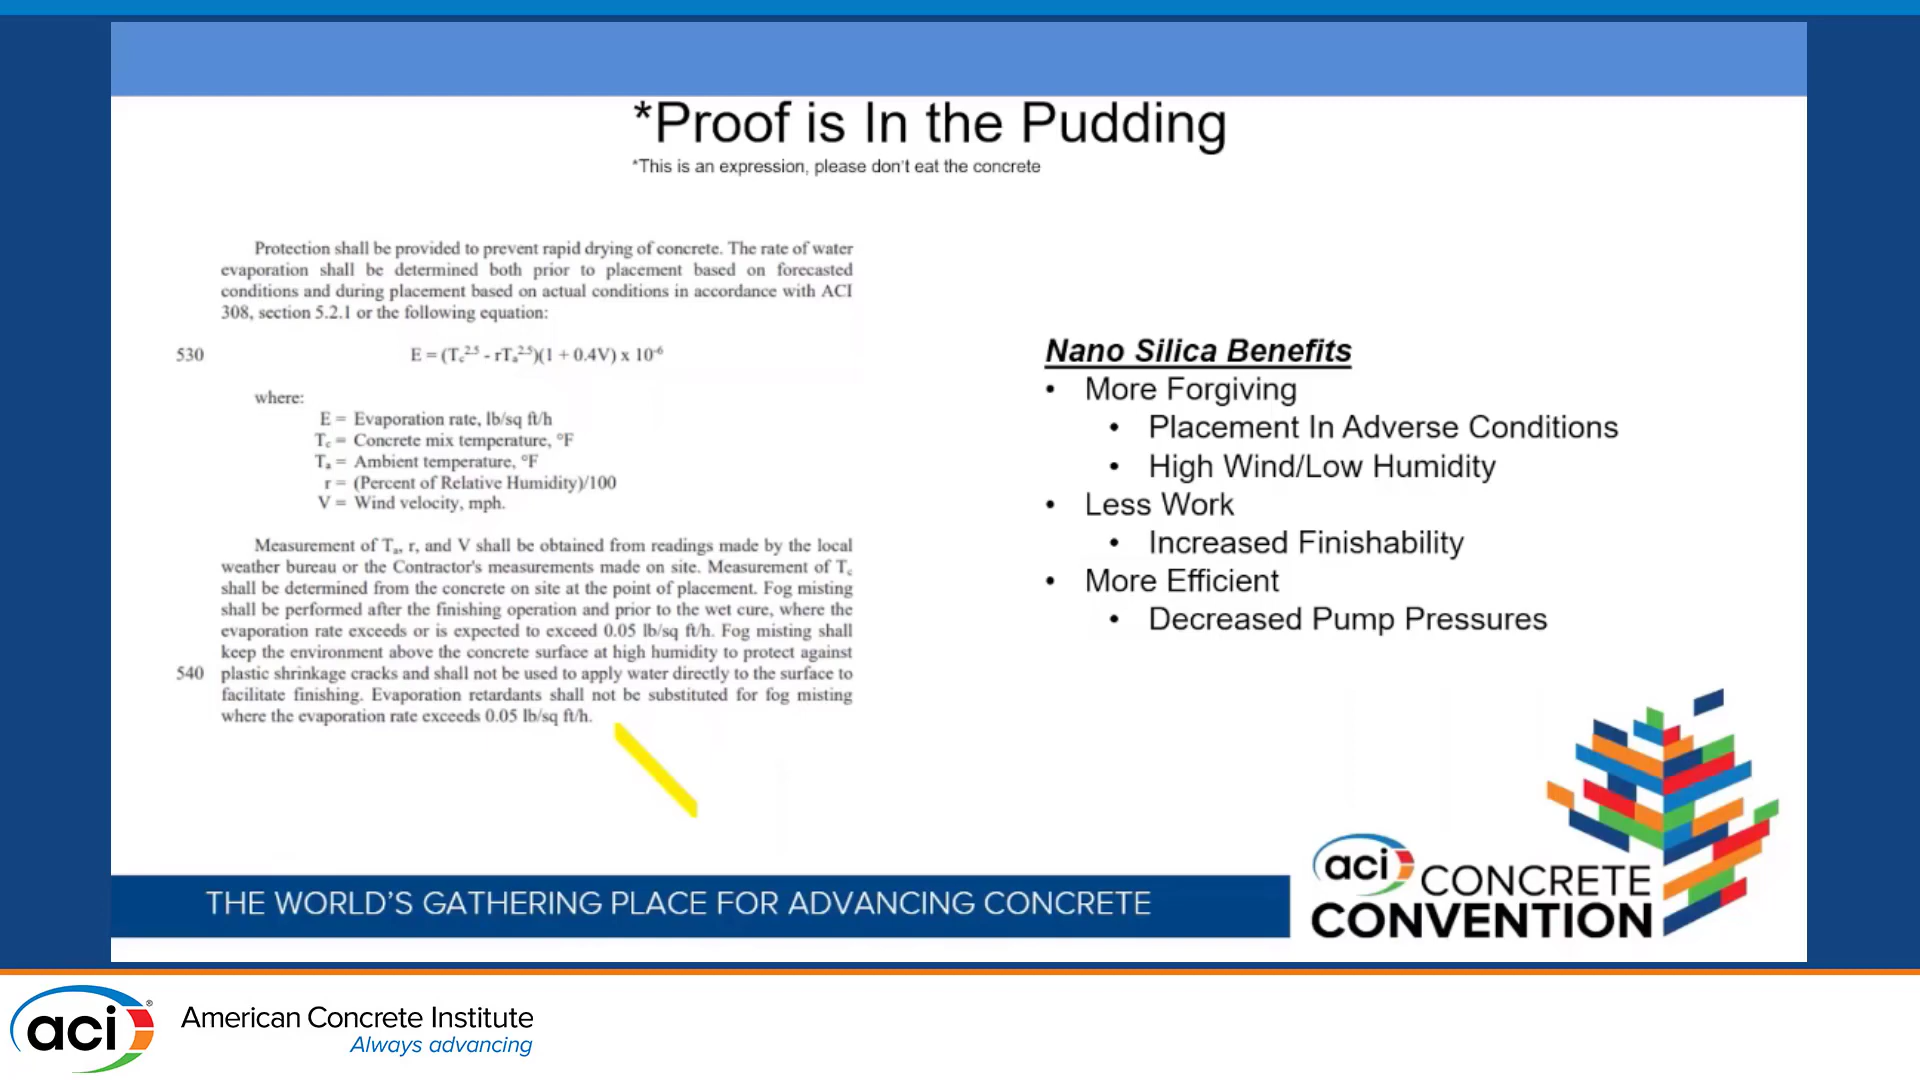 *Proof is In the Pudding
*This is an expression, please don't eat the concrete
Protection shall be provided to prevent rapid drying of concrete. The rate of water
evaporation shall be determined both prior to placement based on forecasted
conditions and during placement based on actual conditions in accordance with ACI
308, section 5.2.1 or the following equation:
530 E = (Tc^2.5 - rTa^2.5)(1 + 0.4V) x 10^-6
where:
E = Evaporation rate, lb/sq ft/h
Tc = Concrete mix temperature, °F
Ta = Ambient temperature, °F
r = (Percent of Relative Humidity)/100
V = Wind velocity, mph.
Measurement of Ta, r, and V shall be obtained from readings made by the local
weather bureau or the Contractor's measurements made on site. Measurement of Tc
shall be determined from the concrete on site at the point of placement. Fog misting
shall be performed after the finishing operation and prior to the wet cure, where the
evaporation rate exceeds or is expected to exceed 0.05 lb/sq ft/h. Fog misting shall
keep the environment above the concrete surface at high humidity to protect against
540 plastic shrinkage cracks and shall not be used to apply water directly to the surface to
facilitate finishing. Evaporation retardants shall not be substituted for fog misting
where the evaporation rate exceeds 0.05 lb/sq ft/h.
Nano Silica Benefits
• More Forgiving
• Placement In Adverse Conditions
• High Wind/Low Humidity
• Less Work
• Increased Finishability
• More Efficient
• Decreased Pump Pressures
THE WORLD'S GATHERING PLACE FOR ADVANCING CONCRETE
aci CONCRETE
CONVENTION
aci® American Concrete Institute
Always advancing